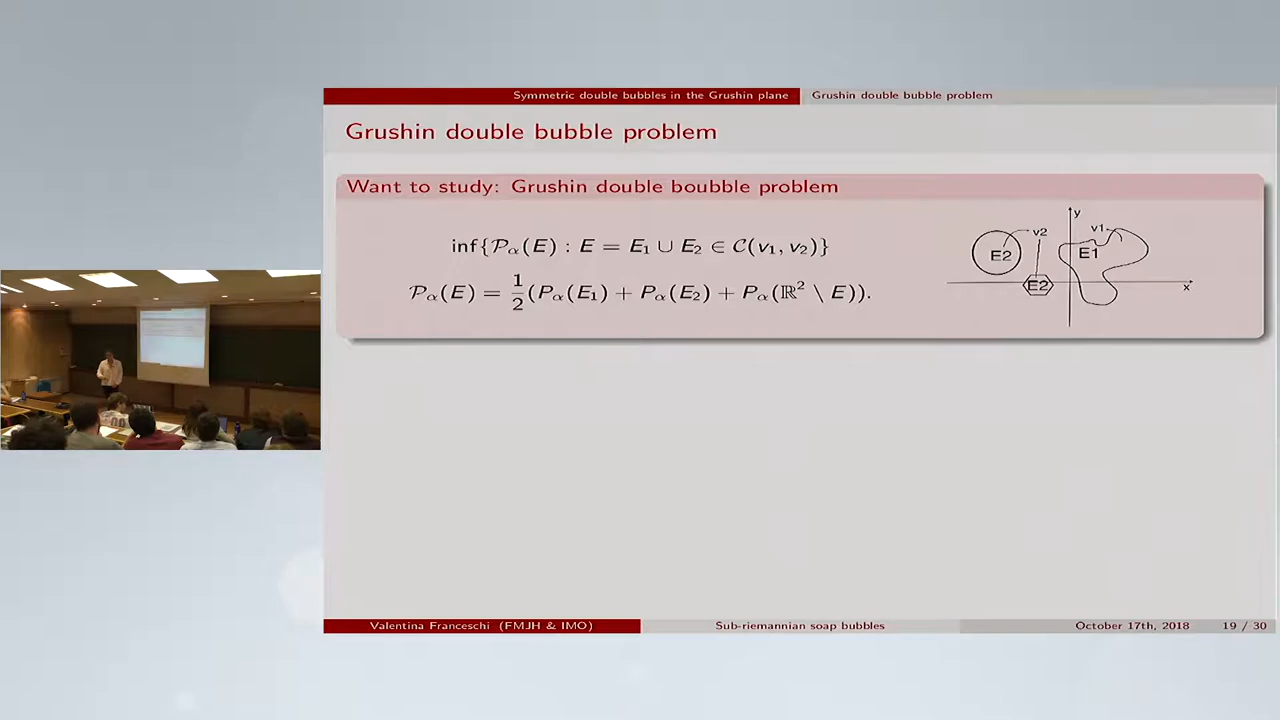 Symmetric double bubbles in the Grushin plane Grushin double bubble problem
Grushin double bubble problem
Want to study: Grushin double boubble problem
inf{𝒫α(E) : E = E₁ ∪ E₂ ∈ 𝒞(v₁, v₂)}
𝒫α(E) = 1/2 (Pα(E₁) + Pα(E₂) + Pα(ℝ² \ E)).
y
v2 v1
E2 E1
E2
x
Valentina Franceschi (FMJH & IMO) Sub-riemannian soap bubbles October 17th, 2018 19 / 30